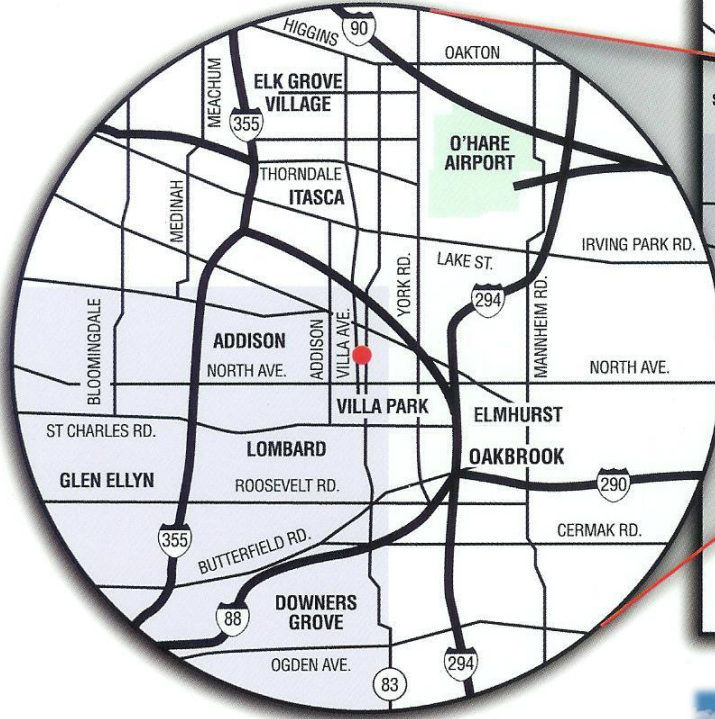 HIGGINS
90
OAKTON
MEACHUM
ELK GROVE
VILLAGE
355
O'HARE
AIRPORT
THORNDALE
ITASCA
MEDINAH
IRVING PARK RD.
LAKE ST.
YORK RD.
294
MANNHEIM RD.
BLOOMINGDALE
ADDISON
ADDISON
VILLA AVE.
NORTH AVE.
NORTH AVE.
VILLA PARK
ELMHURST
ST CHARLES RD.
LOMBARD
OAKBROOK
GLEN ELLYN
ROOSEVELT RD.
290
355
BUTTERFIELD RD.
CERMAK RD.
88
DOWNERS
GROVE
OGDEN AVE.
294
83